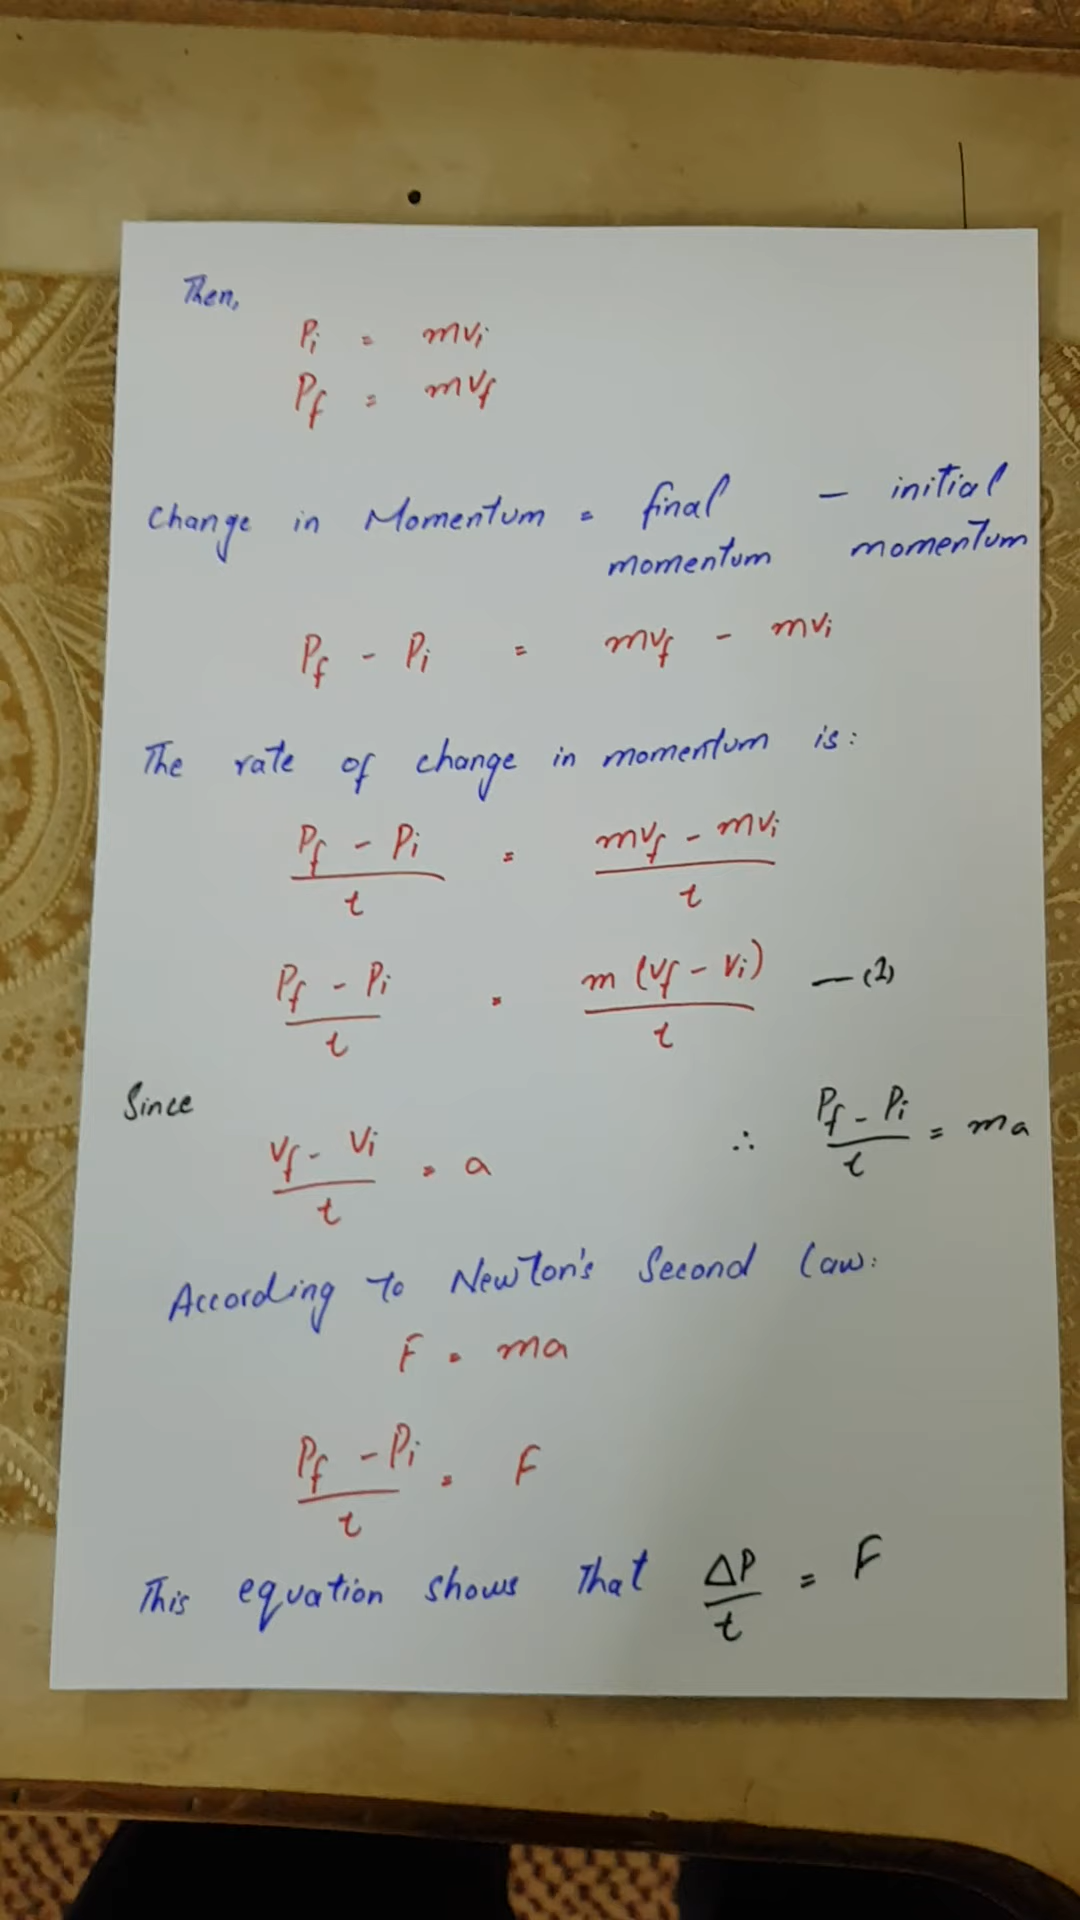 Then,
Pi = mvi
Pf = mvf
Change in Momentum = final momentum - initial momentum
Pf - Pi = mvf - mvi
The rate of change in momentum is:
Pf - Pi / t = mvf - mvi / t
Pf - Pi / t = m (vf - vi) / t — (2)
Since
vf - vi / t = a ∴ Pf - Pi / t = ma
According to Newton's Second law:
F = ma
Pf - Pi / t = F
This equation shows that ΔP / t = F